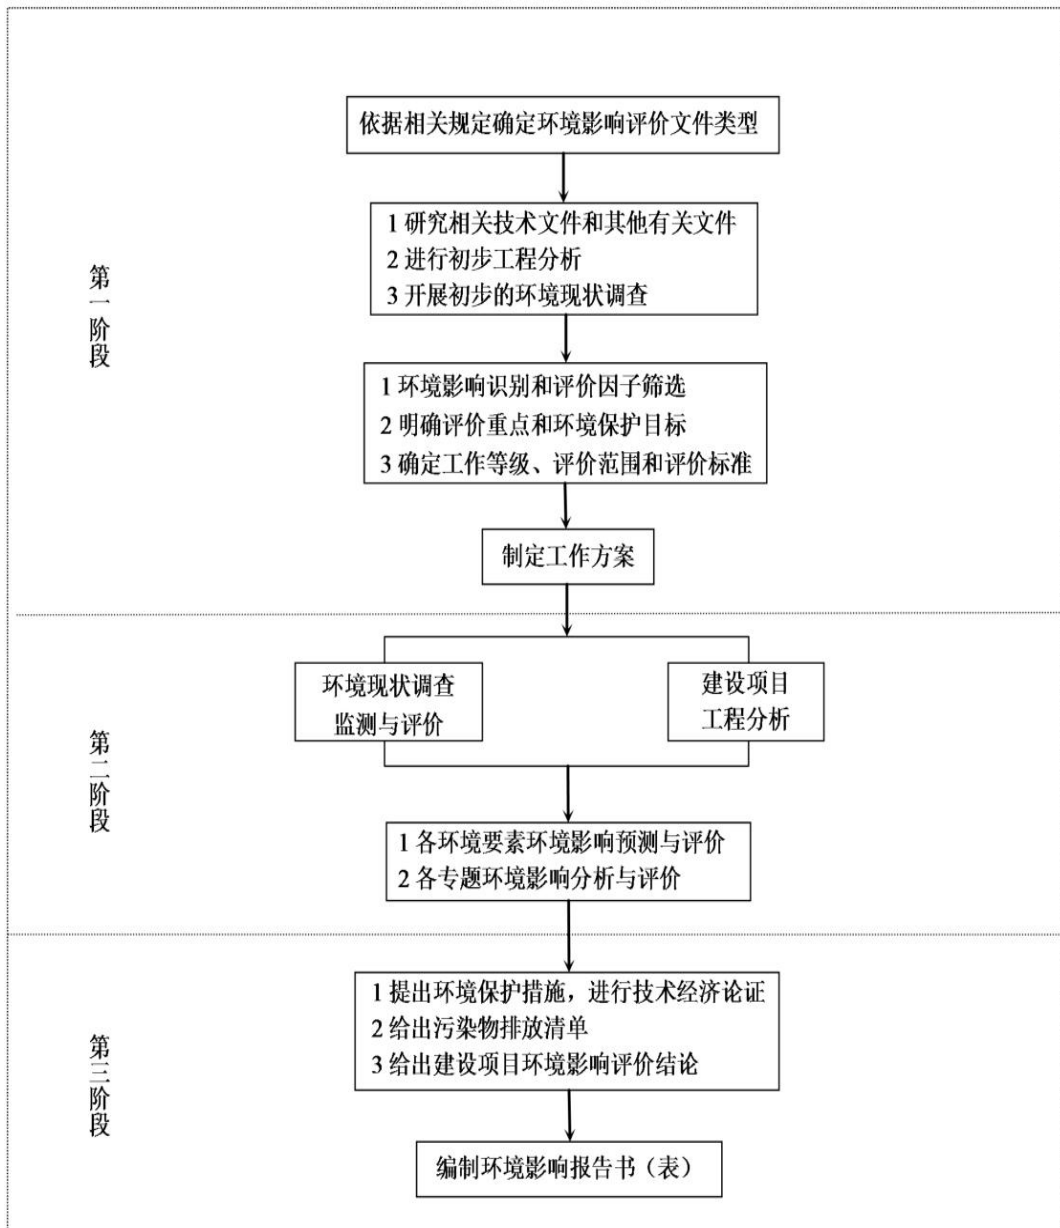 依据相关规定确定环境影响评价文件类型
第一阶段
1 研究相关技术文件和其他有关文件
2 进行初步工程分析
3 开展初步的环境现状调查
1 环境影响识别和评价因子筛选
2 明确评价重点和环境保护目标
3 确定工作等级、评价范围和评价标准
制定工作方案
第二阶段
环境现状调查
监测与评价
建设项目
工程分析
1 各环境要素环境影响预测与评价
2 各专题环境影响分析与评价
第三阶段
1 提出环境保护措施，进行技术经济论证
2 给出污染物排放清单
3 给出建设项目环境影响评价结论
编制环境影响报告书（表）